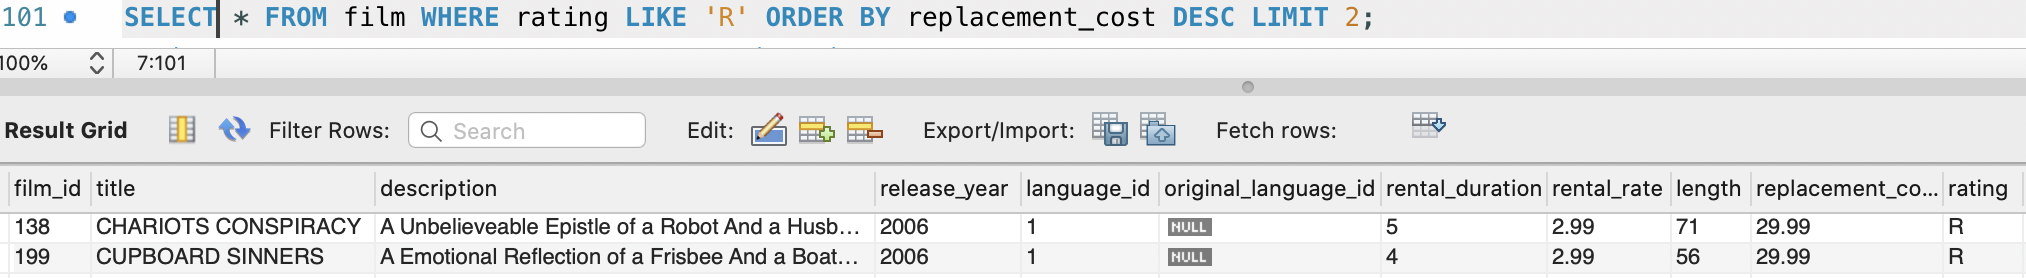 101 SELECT * FROM film WHERE rating LIKE 'R' ORDER BY replacement_cost DESC LIMIT 2;
100% 7:101
Result Grid Filter Rows: Search Edit: Export/Import: Fetch rows:
film_id title description release_year language_id original_language_id rental_duration rental_rate length replacement_co... rating
138 CHARIOTS CONSPIRACY A Unbelieveable Epistle of a Robot And a Husb... 2006 1 NULL 5 2.99 71 29.99 R
199 CUPBOARD SINNERS A Emotional Reflection of a Frisbee And a Boat... 2006 1 NULL 4 2.99 56 29.99 R